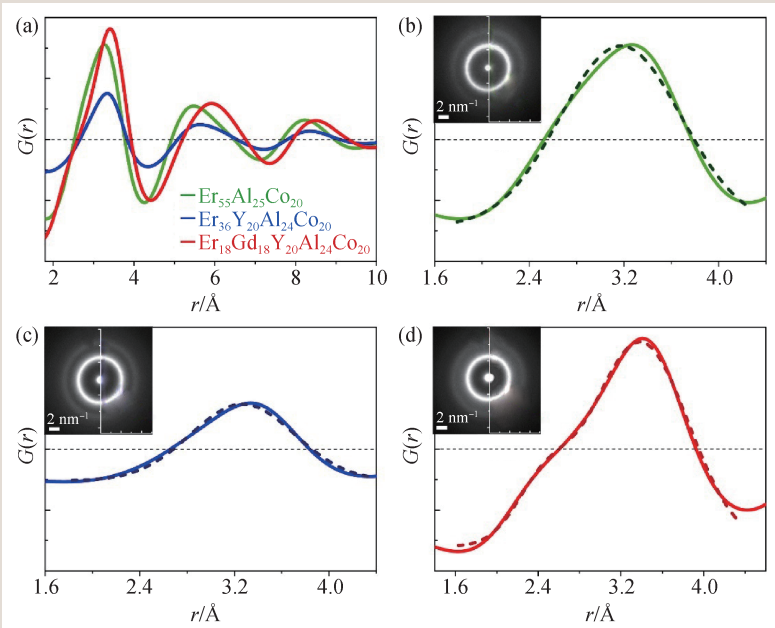 (a)
G(r)
Er₅₅Al₂₅Co₂₀
Er₃₆Y₂₀Al₂₄Co₂₀
Er₁₈Gd₁₈Y₂₀Al₂₄Co₂₀
2 4 6 8 10
r/Å
(b)
2 nm⁻¹
G(r)
1.6 2.4 3.2 4.0
r/Å
(c)
2 nm⁻¹
G(r)
1.6 2.4 3.2 4.0
r/Å
(d)
2 nm⁻¹
G(r)
1.6 2.4 3.2 4.0
r/Å